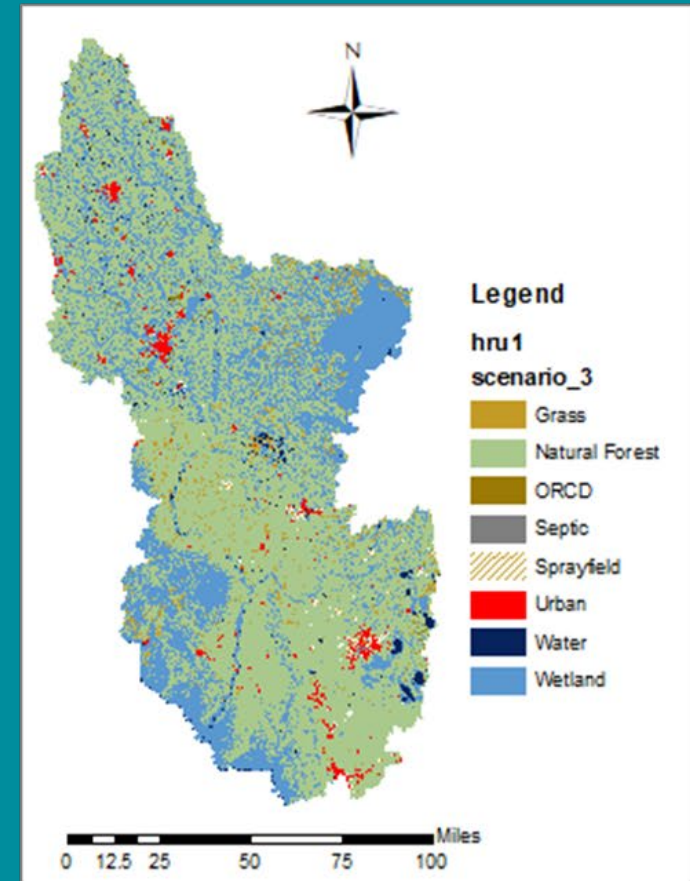 N
Legend
hru1
scenario_3
Grass
Natural Forest
ORCD
Septic
Sprayfield
Urban
Water
Wetland
Miles
0 12.5 25 50 75 100